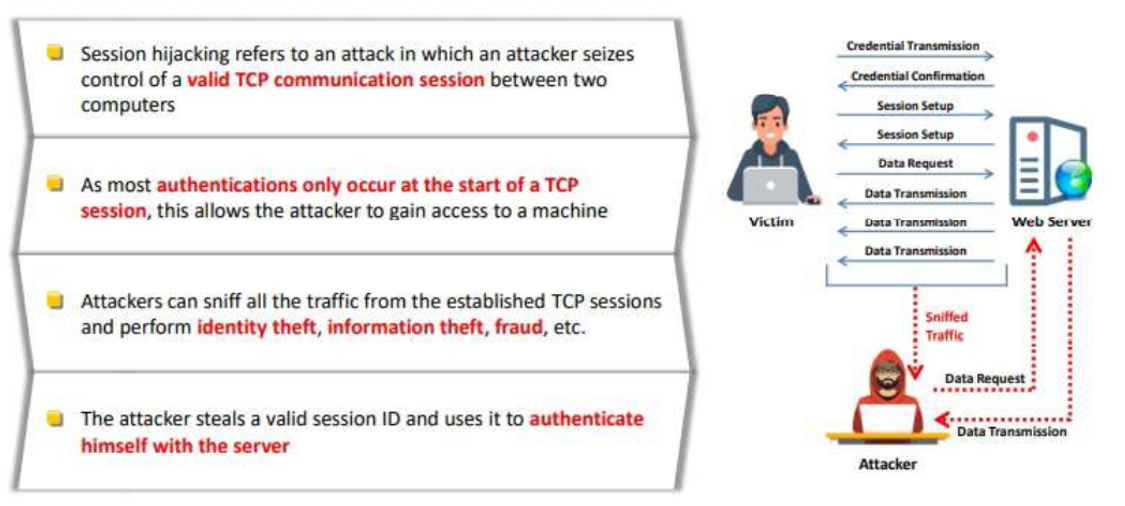 Session hijacking refers to an attack in which an attacker seizes
control of a valid TCP communication session between two
computers
As most authentications only occur at the start of a TCP
session, this allows the attacker to gain access to a machine
Attackers can sniff all the traffic from the established TCP sessions
and perform identity theft, information theft, fraud, etc.
The attacker steals a valid session ID and uses it to authenticate
himself with the server
Credential Transmission
Credential Confirmation
Session Setup
Session Setup
Data Request
Data Transmission
Data Transmission
Data Transmission
Victim
Web Server
Sniffed
Traffic
Data Request
Data Transmission
Attacker